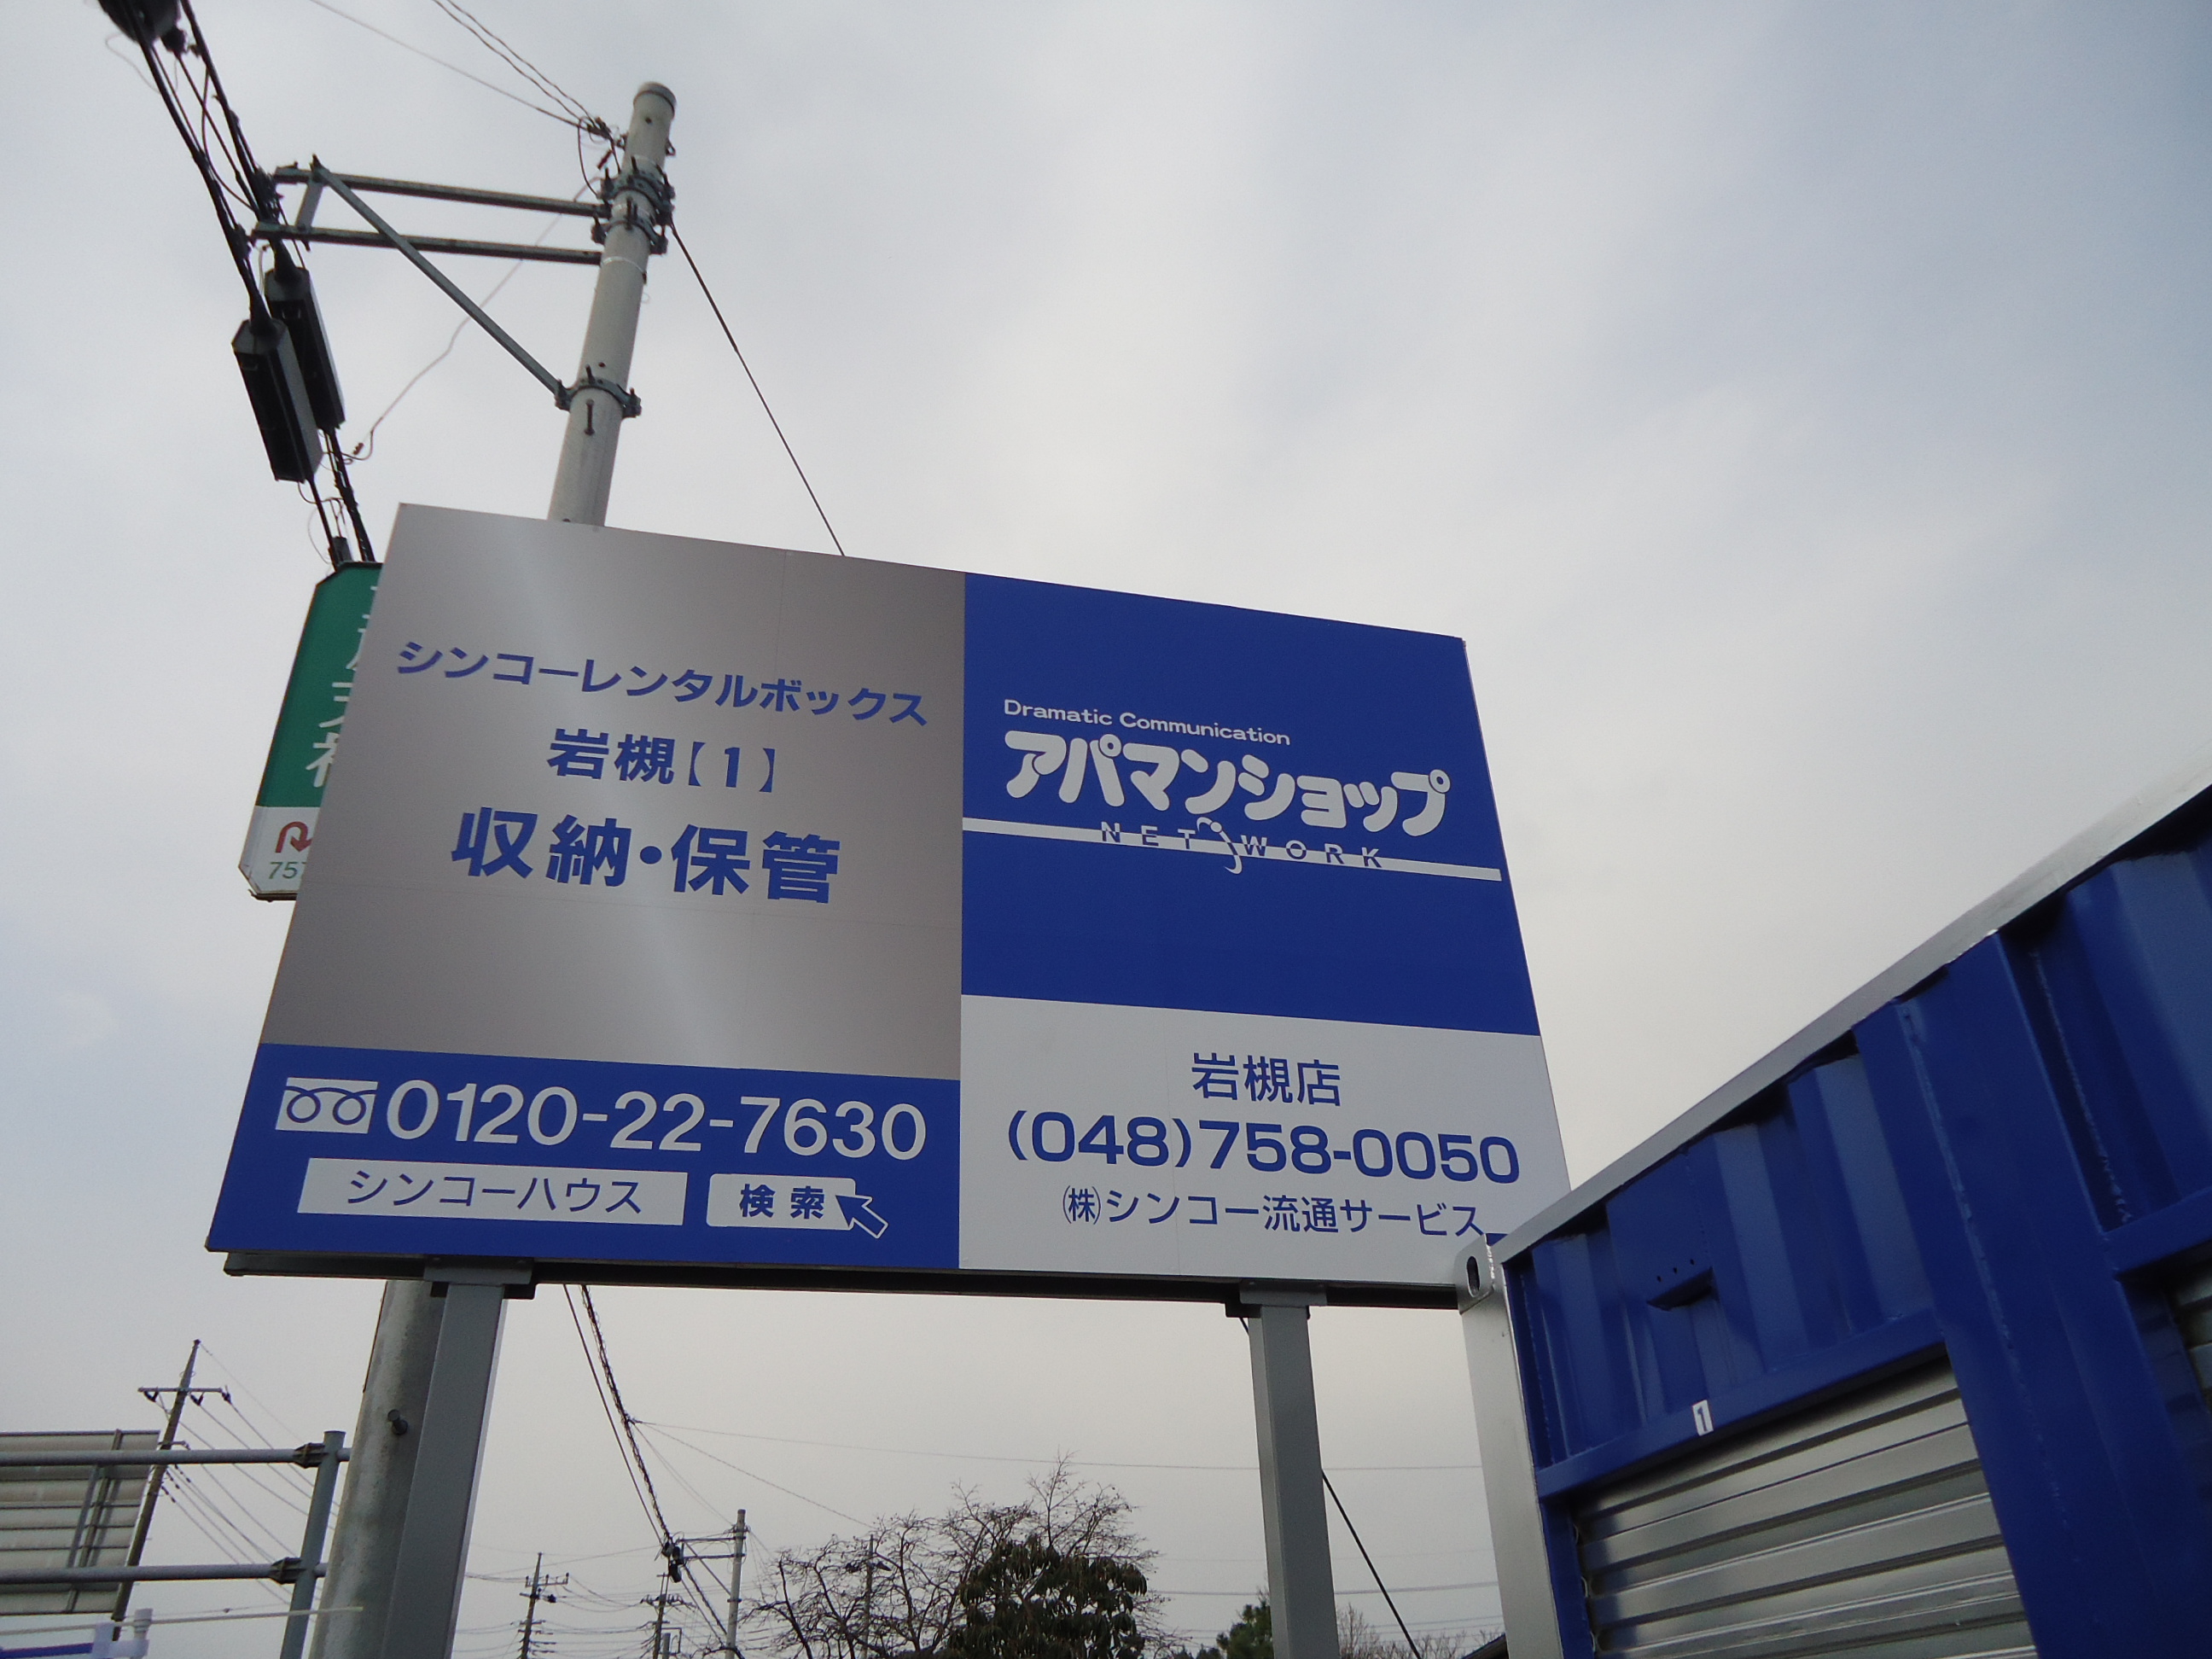 シンコーレンタルボックス
岩槻【1】
収納・保管
0120-22-7630
シンコーハウス
検索
Dramatic Communication
アパマンショップ
NETWORK
岩槻店
(048)758-0050
㈱シンコー流通サービス
757
1